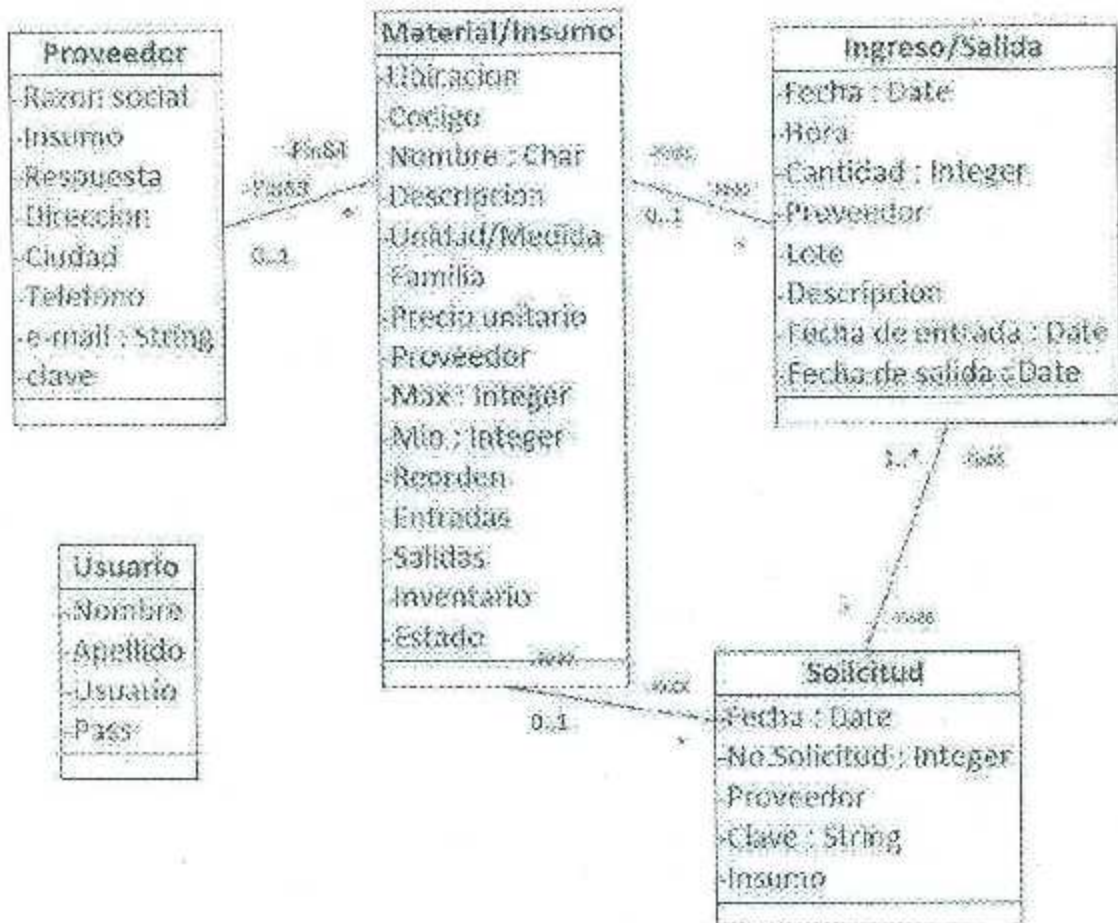 Proveedor
-Razon social
-Insumo
-Respuesta
-Direccion
-Ciudad
-Telefono
-e-mail : String
-clave
0..1
*
Material/Insumo
-Ubicacion
-Codigo
-Nombre : Char
-Descripcion
-Unidad/Medida
-Familia
-Precio unitario
-Proveedor
-Max : Integer
-Min : Integer
-Reorden
-Entradas
-Salidas
-Inventario
-Estado
0..1
*
Ingreso/Salida
-Fecha : Date
-Hora
-Cantidad : Integer
-Proveedor
-Lote
-Descripcion
-Fecha de entrada : Date
-Fecha de salida : Date
1..*
Usuario
-Nombre
-Apellido
-Usuario
-Pass
0..1
*
Solicitud
-Fecha : Date
-No.Solicitud : Integer
-Proveedor
-Clave : String
-Insumo